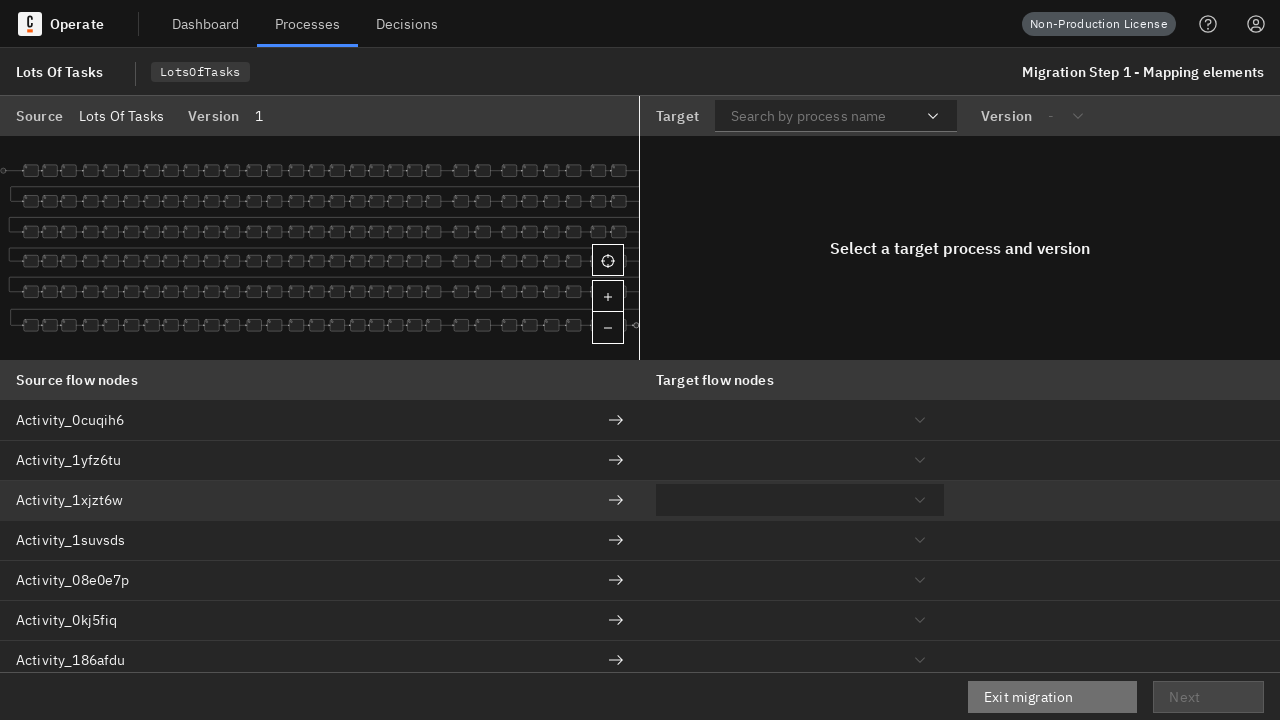 Operate Dashboard Processes Decisions Non-Production License
Lots Of Tasks LotsOfTasks Migration Step 1 - Mapping elements
Source Lots Of Tasks Version 1 Target Search by process name Version -
Select a target process and version
Source flow nodes Target flow nodes
Activity_0cuqih6
Activity_1yfz6tu
Activity_1xjzt6w
Activity_1suvsds
Activity_08e0e7p
Activity_0kj5fiq
Activity_186afdu
Exit migration Next